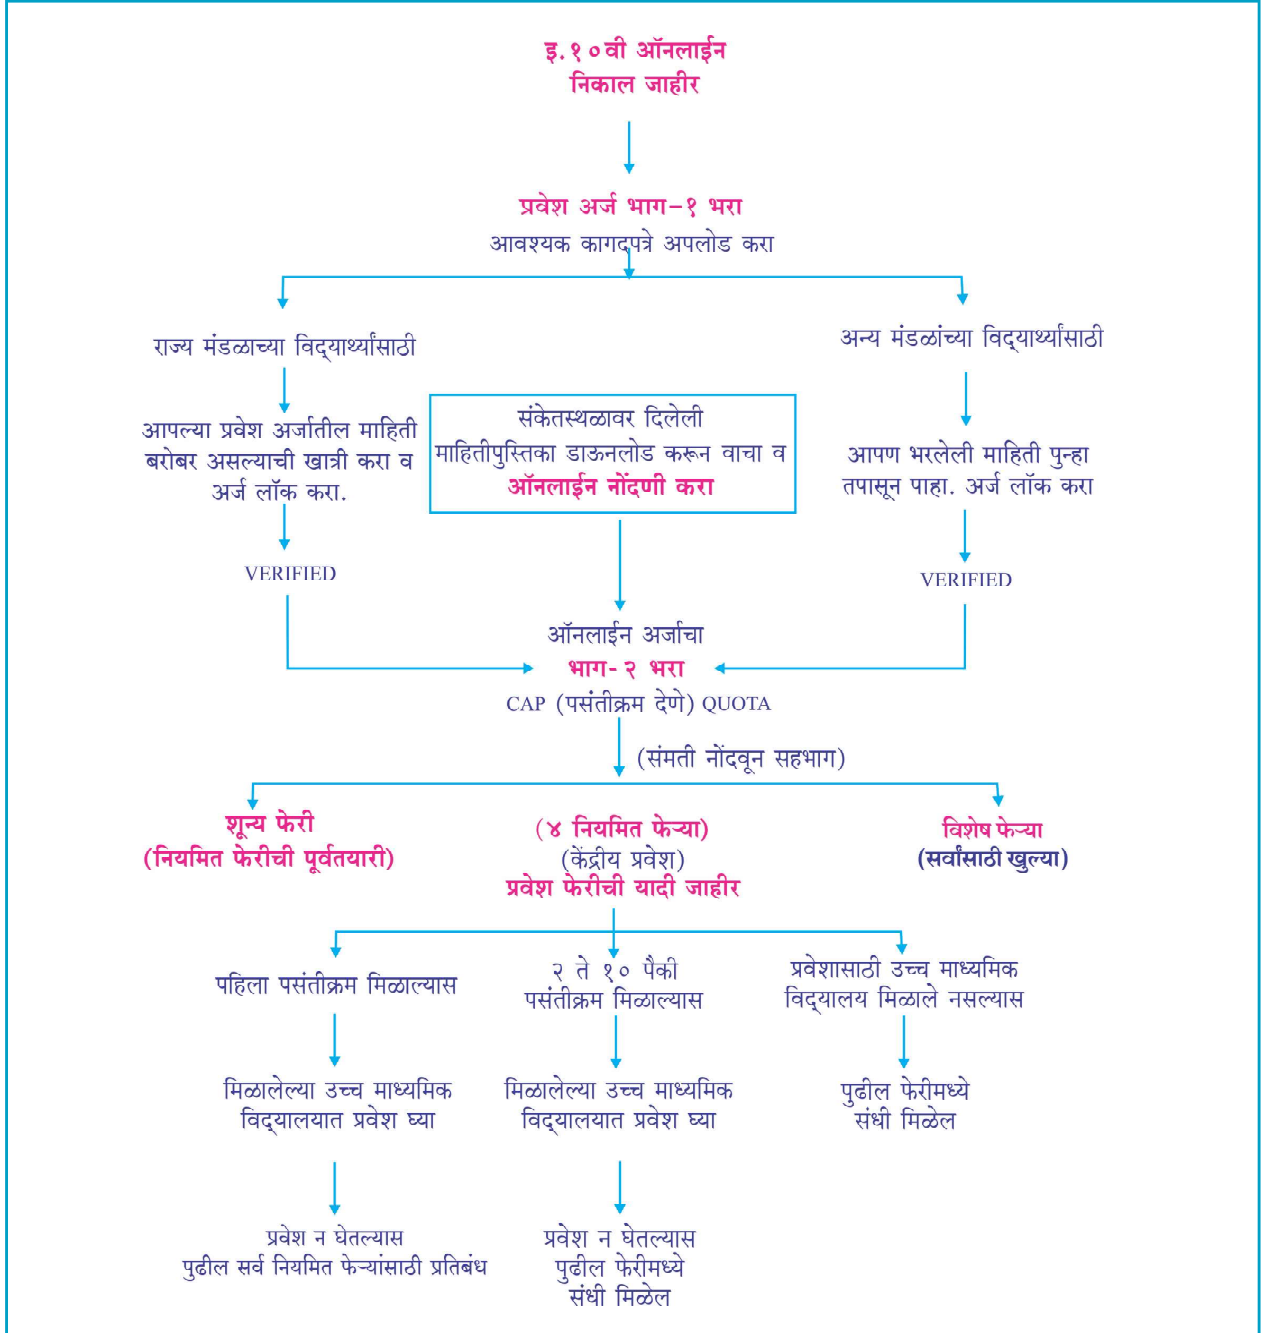 इ.१०वी ऑनलाईन
निकाल जाहीर
प्रवेश अर्ज भाग-१ भरा
आवश्यक कागदपत्रे अपलोड करा
राज्य मंडळाच्या विद्‌यार्थ्यांसाठी
अन्य मंडळांच्या विद्‌यार्थ्यांसाठी
आपल्या प्रवेश अर्जातील माहिती
बरोबर असल्याची खात्री करा व
अर्ज लॉक करा.
संकेतस्थळावर दिलेली
माहितीपुस्तिका डाऊनलोड करून वाचा व
ऑनलाईन नोंदणी करा
आपण भरलेली माहिती पुन्हा
तपासून पाहा. अर्ज लॉक करा
VERIFIED
VERIFIED
ऑनलाईन अर्जाचा
भाग-२ भरा
CAP (पसंतीक्रम देणे) QUOTA
(संमती नोंदवून सहभाग)
शून्य फेरी
(नियमित फेरीची पूर्वतयारी)
(४ नियमित फेऱ्या)
(केंद्रीय प्रवेश)
प्रवेश फेरीची यादी जाहीर
विशेष फेऱ्या
(सर्वांसाठी खुल्या)
पहिला पसंतीक्रम मिळाल्यास
२ ते १० पैकी
पसंतीक्रम मिळाल्यास
प्रवेशासाठी उच्च माध्यमिक
विद्‌यालय मिळाले नसल्यास
मिळालेल्या उच्च माध्यमिक
विद्‌यालयात प्रवेश घ्या
मिळालेल्या उच्च माध्यमिक
विद्‌यालयात प्रवेश घ्या
पुढील फेरीमध्ये
संधी मिळेल
प्रवेश न घेतल्यास
पुढील सर्व नियमित फेऱ्यांसाठी प्रतिबंध
प्रवेश न घेतल्यास
पुढील फेरीमध्ये
संधी मिळेल